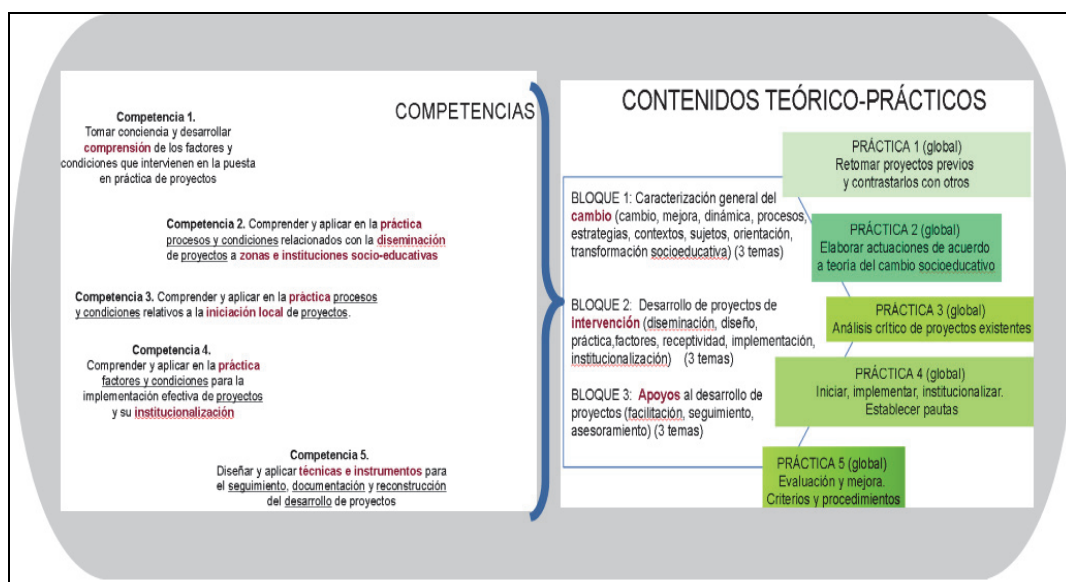 COMPETENCIAS
Competencia 1.
Tomar conciencia y desarrollar
comprensión de los factores y
condiciones que intervienen en la puesta
en práctica de proyectos
Competencia 2. Comprender y aplicar en la práctica
procesos y condiciones relacionados con la diseminación
de proyectos a zonas e instituciones socio-educativas
Competencia 3. Comprender y aplicar en la práctica procesos
y condiciones relativos a la iniciación local de proyectos.
Competencia 4.
Comprender y aplicar en la práctica
factores y condiciones para la
implementación efectiva de proyectos
y su institucionalización
Competencia 5.
Diseñar y aplicar técnicas e instrumentos para
el seguimiento, documentación y reconstrucción
del desarrollo de proyectos
CONTENIDOS TEÓRICO-PRÁCTICOS
BLOQUE 1: Caracterización general del
cambio (cambio, mejora, dinámica, procesos,
estrategias, contextos, sujetos, orientación,
transformación socioeducativa) (3 temas)
BLOQUE 2: Desarrollo de proyectos de
intervención (diseminación, diseño,
práctica,factores, receptividad, implementación,
institucionalización) (3 temas)
BLOQUE 3: Apoyos al desarrollo de
proyectos (facilitación, seguimiento,
asesoramiento) (3 temas)
PRÁCTICA 1 (global)
Retomar proyectos previos
y contrastarlos con otros
PRÁCTICA 2 (global)
Elaborar actuaciones de acuerdo
a teoría del cambio socioeducativo
PRÁCTICA 3 (global)
Análisis crítico de proyectos existentes
PRÁCTICA 4 (global)
Iniciar, implementar, institucionalizar.
Establecer pautas
PRÁCTICA 5 (global)
Evaluación y mejora.
Criterios y procedimientos